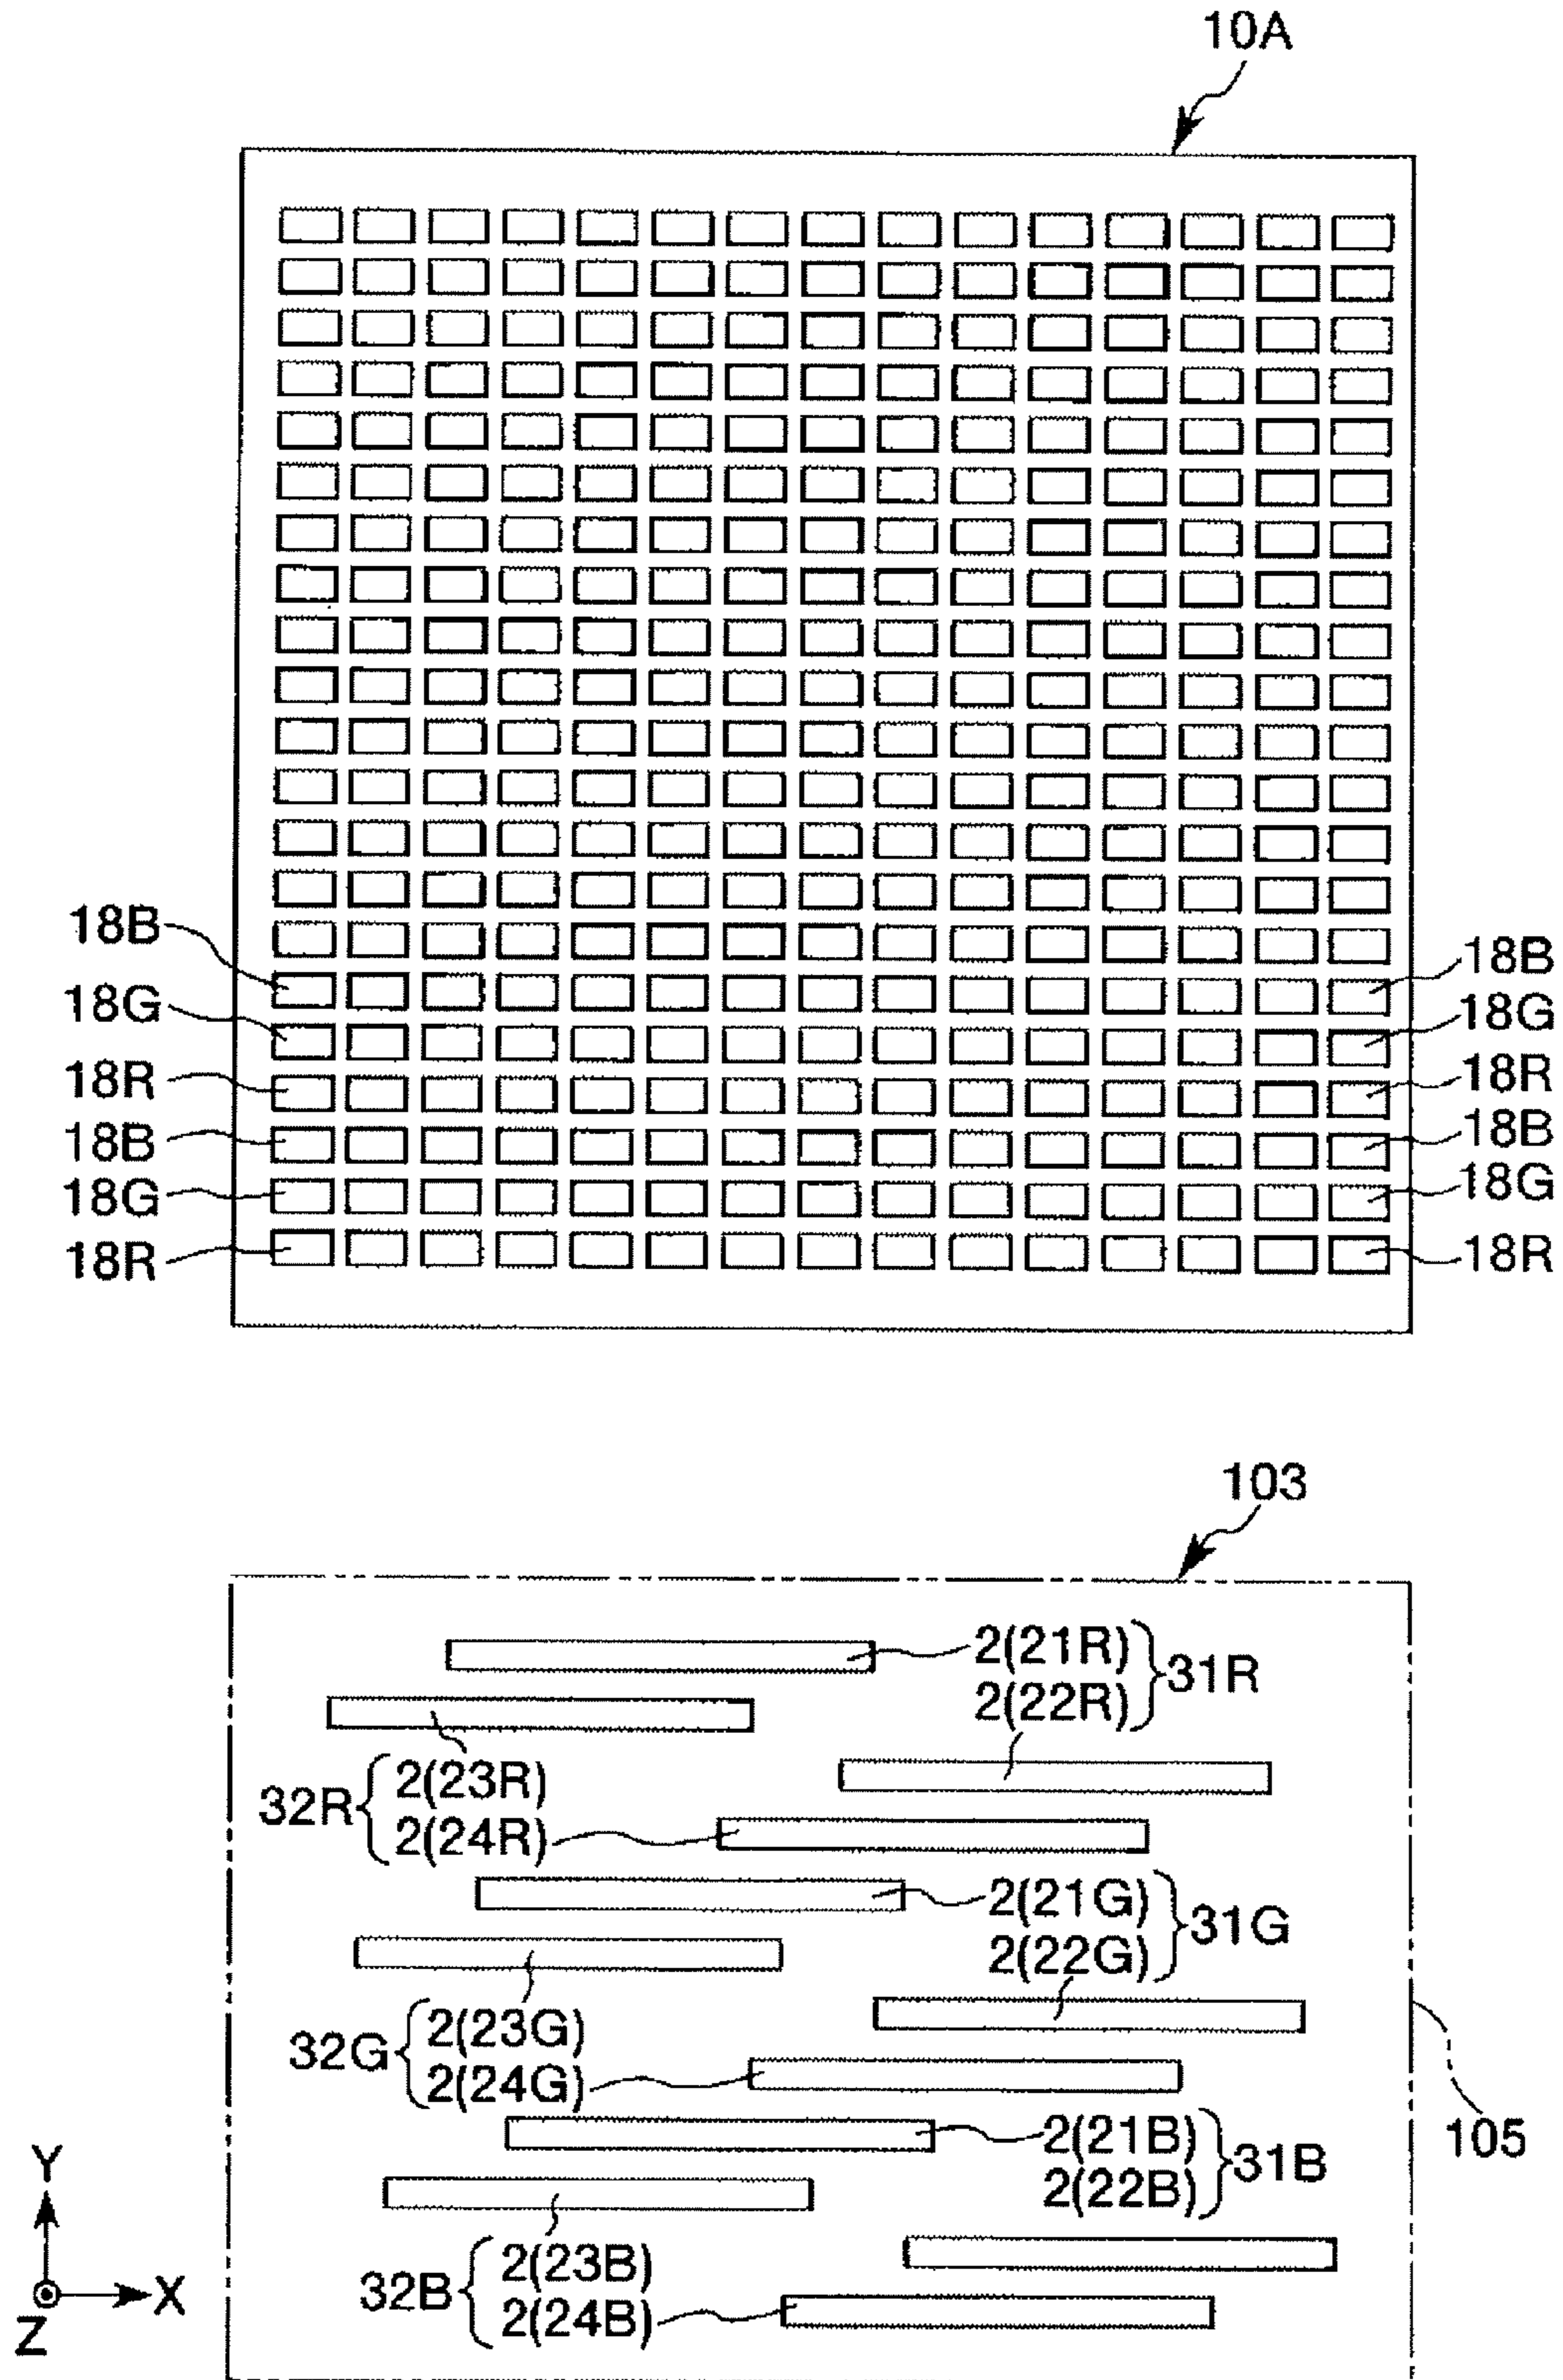 10A
18B
18G
18R
18B
18G
18R
18B
18G
18R
18B
18G
18R
103
2(21R)
2(22R)
31R
2(23R)
2(24R)
32R
2(21G)
2(22G)
31G
2(23G)
2(24G)
32G
105
2(21B)
2(22B)
31B
2(23B)
2(24B)
32B
Y
X
Z